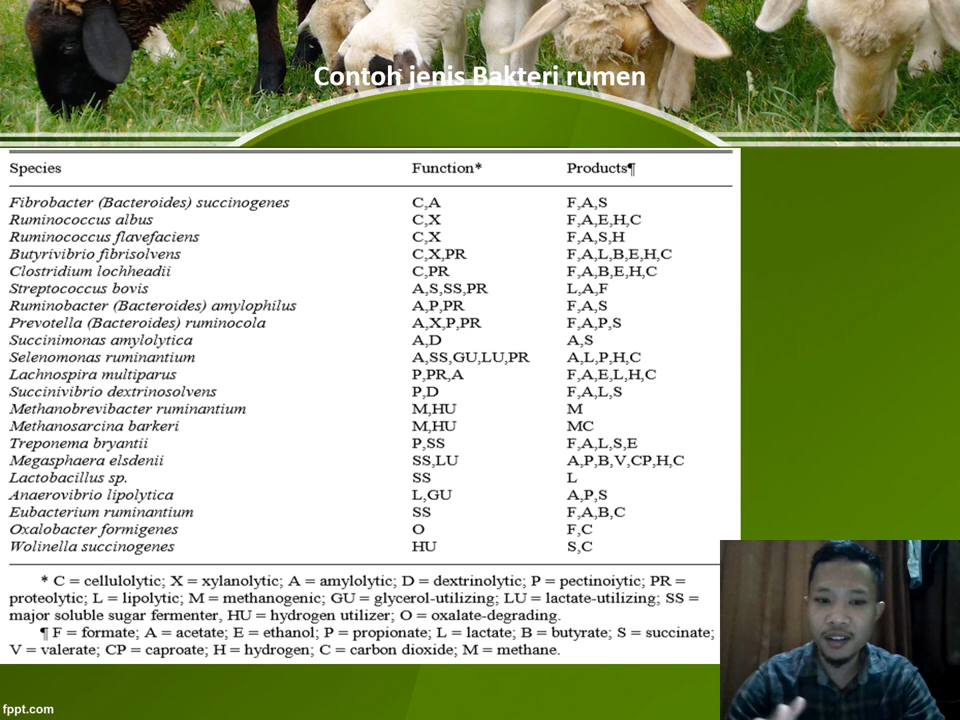 Contoh jenis Bakteri rumen
Species Function* Products¶
Fibrobacter (Bacteroides) succinogenes C,A F,A,S
Ruminococcus albus C,X F,A,E,H,C
Ruminococcus flavefaciens C,X F,A,S,H
Butyrivibrio fibrisolvens C,X,PR F,A,L,B,E,H,C
Clostridium lochheadii C,PR F,A,B,E,H,C
Streptococcus bovis A,S,SS,PR L,A,F
Ruminobacter (Bacteroides) amylophilus A,P,PR F,A,S
Prevotella (Bacteroides) ruminocola A,X,P,PR F,A,P,S
Succinimonas amylolytica A,D A,S
Selenomonas ruminantium A,SS,GU,LU,PR A,L,P,H,C
Lachnospira multiparus P,PR,A F,A,E,L,H,C
Succinivibrio dextrinosolvens P,D F,A,L,S
Methanobrevibacter ruminantium M,HU M
Methanosarcina barkeri M,HU MC
Treponema bryantii P,SS F,A,L,S,E
Megasphaera elsdenii SS,LU A,P,B,V,CP,H,C
Lactobacillus sp. SS L
Anaerovibrio lipolytica L,GU A,P,S
Eubacterium ruminantium SS F,A,B,C
Oxalobacter formigenes O F,C
Wolinella succinogenes HU S,C
* C = cellulolytic; X = xylanolytic; A = amylolytic; D = dextrinolytic; P = pectinoiytic; PR =
proteolytic; L = lipolytic; M = methanogenic; GU = glycerol-utilizing; LU = lactate-utilizing; SS =
major soluble sugar fermenter, HU = hydrogen utilizer; O = oxalate-degrading.
¶ F = formate; A = acetate; E = ethanol; P = propionate; L = lactate; B = butyrate; S = succinate;
V = valerate; CP = caproate; H = hydrogen; C = carbon dioxide; M = methane.
fppt.com